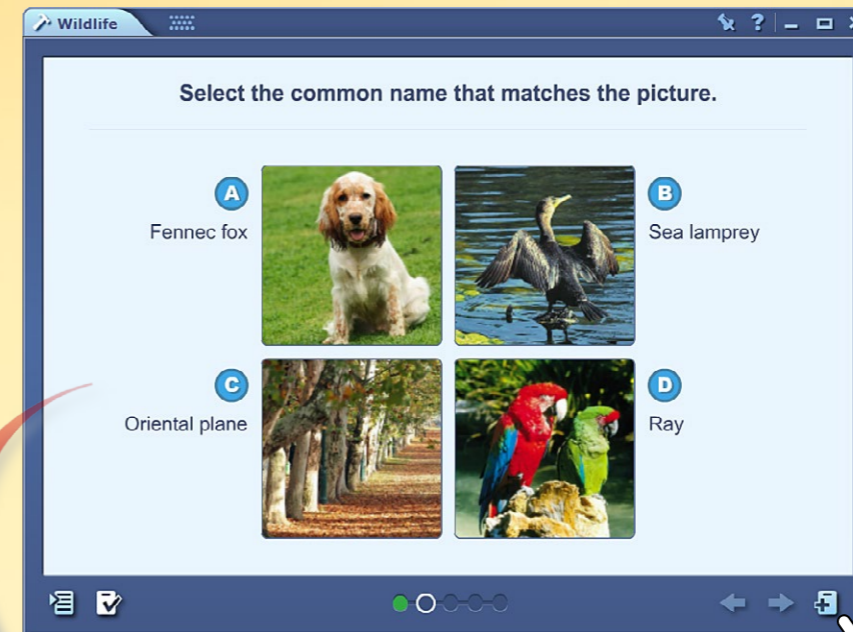 Wildlife
?
Select the common name that matches the picture.
A
Fennec fox
B
Sea lamprey
C
Oriental plane
D
Ray